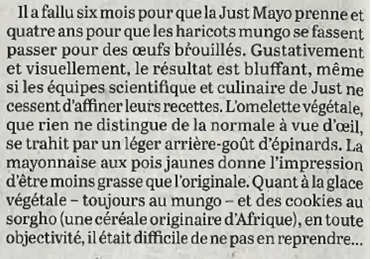 Il a fallu six mois pour que la Just Mayo prenne et
quatre ans pour que les haricots mungo se fassent
passer pour des œufs brouillés. Gustativement
et visuellement, le résultat est bluffant, même
si les équipes scientifique et culinaire de Just ne
cessent d'affiner leurs recettes. L'omelette végétale,
que rien ne distingue de la normale à vue d'œil,
se trahit par un léger arrière-goût d'épinards. La
mayonnaise aux pois jaunes donne l'impression
d'être moins grasse que l'originale. Quant à la glace
végétale – toujours au mungo – et des cookies au
sorgho (une céréale originaire d'Afrique), en toute
objectivité, il était difficile de ne pas en reprendre...